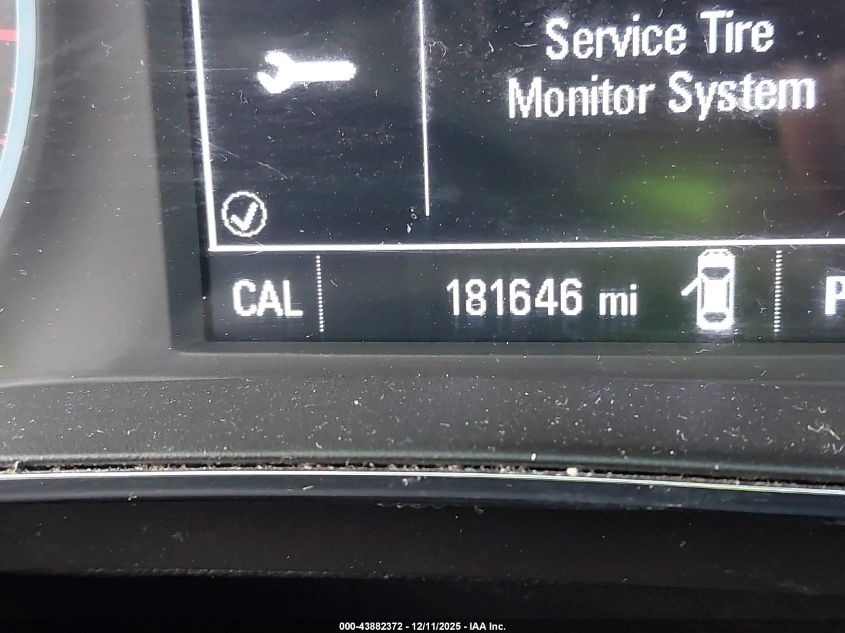 Service Tire
Monitor System
CAL 181646 mi P
000-43882372 - 12/11/2025 - IAA Inc.